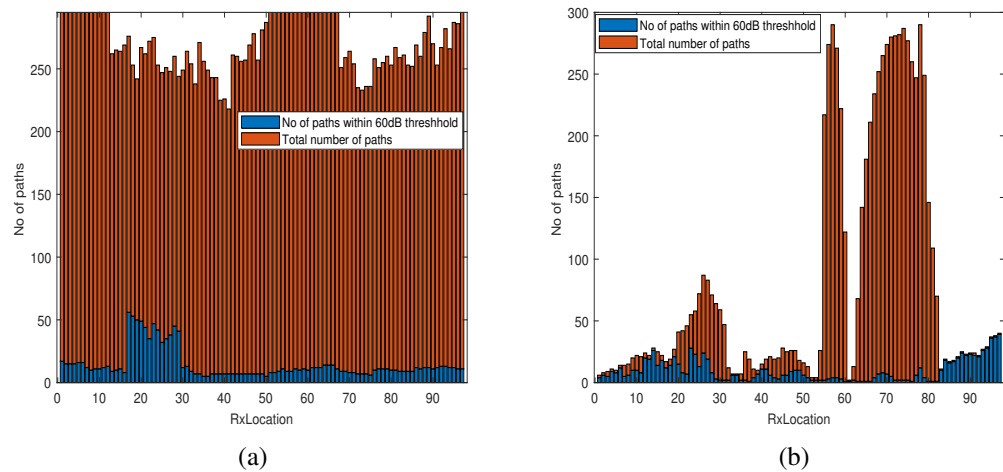 No of paths
250
200
150
100
50
0
No of paths within 60dB threshhold
Total number of paths
0 10 20 30 40 50 60 70 80 90
RxLocation
(a)
No of paths
300
250
200
150
100
50
0
No of paths within 60dB threshhold
Total number of paths
0 10 20 30 40 50 60 70 80 90
RxLocation
(b)